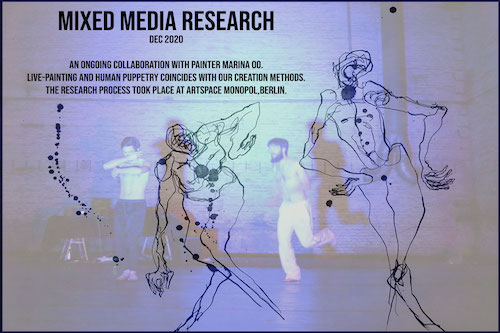 MIXED MEDIA RESEARCH
DEC 2020
AN ONGOING COLLABORATION WITH PAINTER MARINA OD.
LIVE-PAINTING AND HUMAN PUPPETRY COINCIDES WITH OUR CREATION METHODS.
THE RESEARCH PROCESS TOOK PLACE AT ARTSPACE MONOPOL,BERLIN.